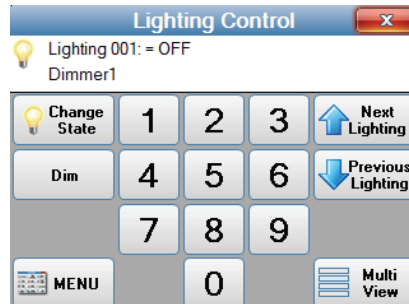 Lighting Control
x
Lighting 001: = OFF
Dimmer1
Change
State
1
2
3
Next
Lighting
Dim
4
5
6
Previous
Lighting
7
8
9
MENU
0
Multi
View